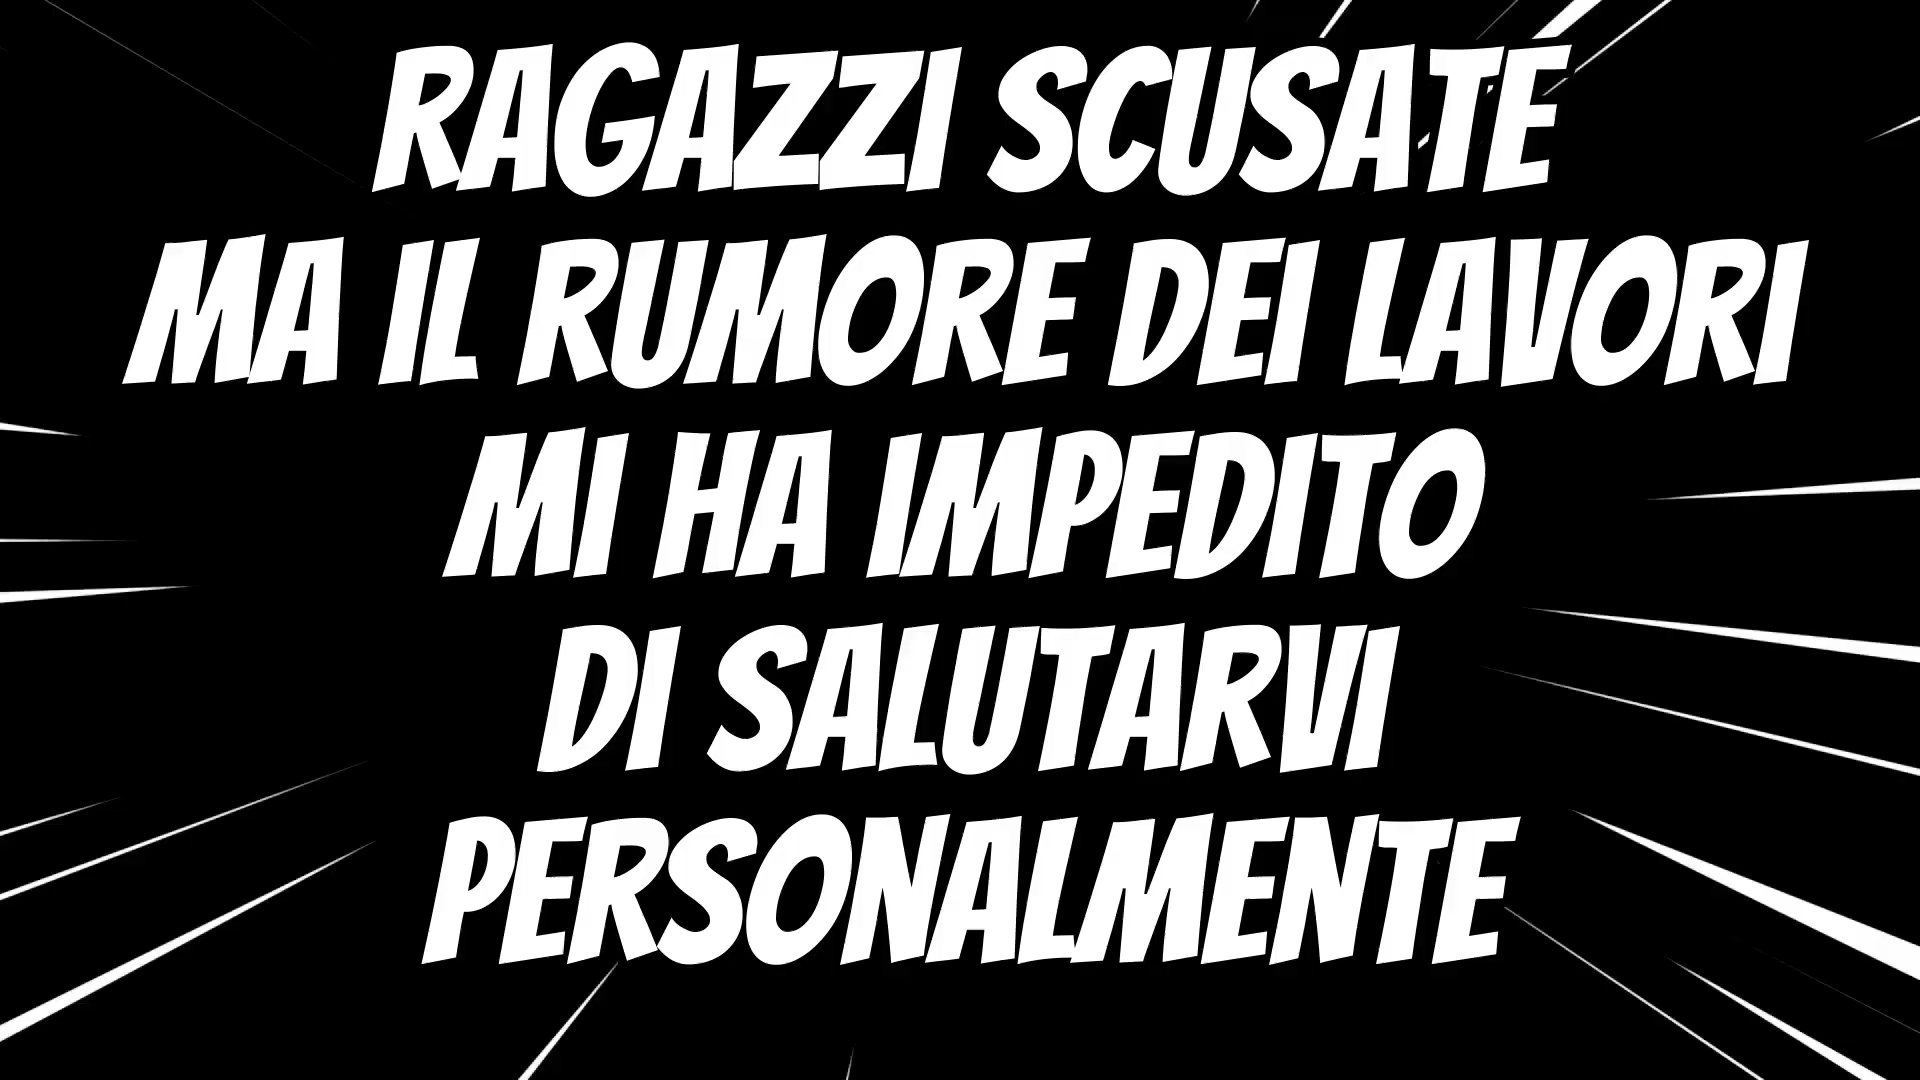 RAGAZZI SCUSATE
MA IL RUMORE DEI LAVORI
MI HA IMPEDITO
DI SALUTARVI
PERSONALMENTE